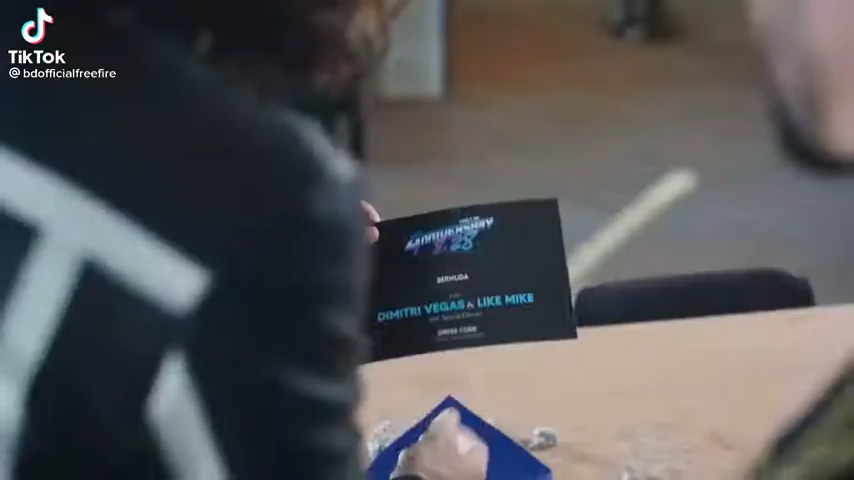 TikTok
@bdofficialfreefire
ANNIVERSARY
8.28
BERMUDA
DIMITRI VEGAS & LIKE MIKE
DRESS CODE